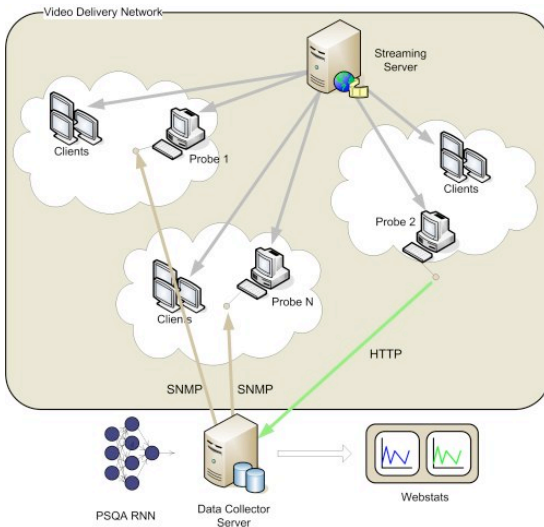 Video Delivery Network
Streaming
Server
Clients
Probe 1
Clients
Probe 2
Clients
Probe N
HTTP
SNMP
SNMP
PSQA RNN
Data Collector
Server
Webstats